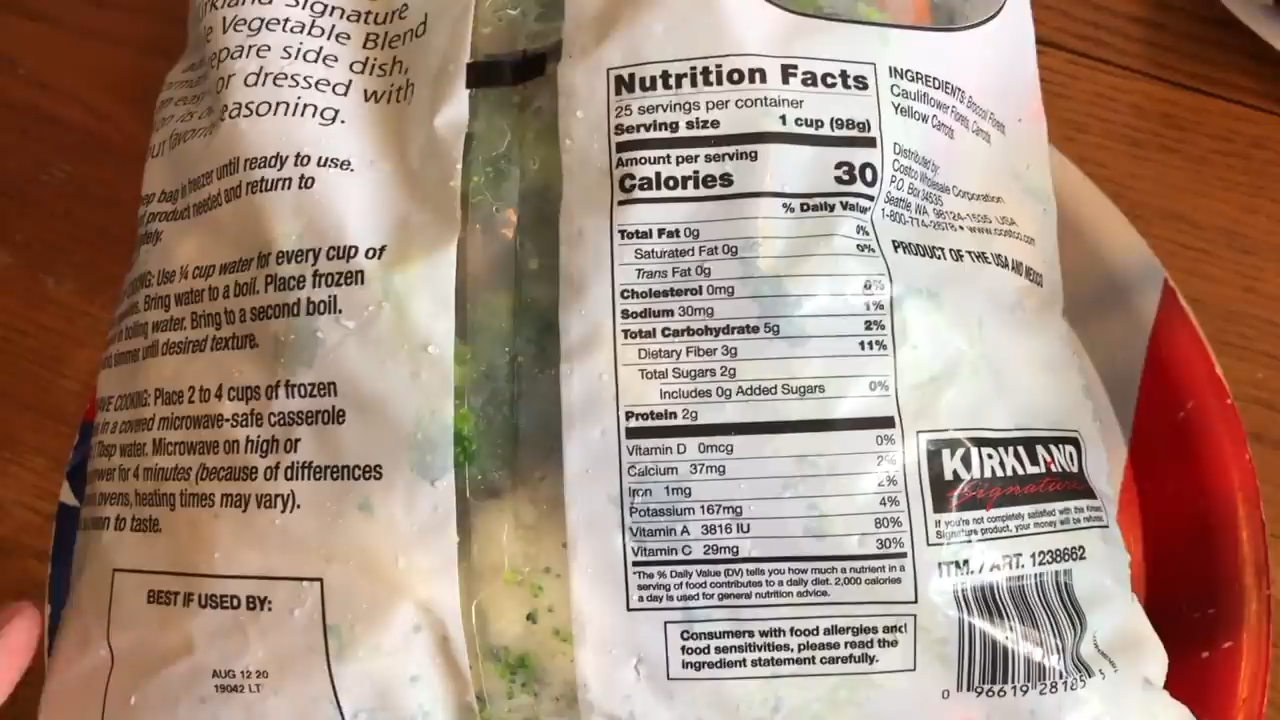 Signature
Vegetable Blend
epare side dish,
or dressed with
easoning.
bag in freezer until ready to use.
product needed and return to
Use ¼ cup water for every cup of
Bring water to a boil. Place frozen
in boiling water. Bring to a second boil.
simmer until desired texture.
COOKING: Place 2 to 4 cups of frozen
in a covered microwave-safe casserole
Tbsp water. Microwave on high or
for 4 minutes (because of differences
ovens, heating times may vary).
to taste.
BEST IF USED BY:
AUG 12 20
19042 LT
Nutrition Facts
25 servings per container
Serving size 1 cup (98g)
Amount per serving
Calories 30
% Daily Value
Total Fat 0g 0%
Saturated Fat 0g 0%
Trans Fat 0g
Cholesterol 0mg 0%
Sodium 30mg 1%
Total Carbohydrate 5g 2%
Dietary Fiber 3g 11%
Total Sugars 2g
Includes 0g Added Sugars 0%
Protein 2g
Vitamin D 0mcg 0%
Calcium 37mg 2%
Iron 1mg 2%
Potassium 167mg 4%
Vitamin A 3816 IU 80%
Vitamin C 29mg 30%
*The % Daily Value (DV) tells you how much a nutrient in a
serving of food contributes to a daily diet. 2,000 calories
a day is used for general nutrition advice.
Consumers with food allergies and
food sensitivities, please read the
ingredient statement carefully.
INGREDIENTS: Broccoli Florets,
Cauliflower Florets, Carrots,
Yellow Carrots.
Distributed by:
Costco Wholesale Corporation
P.O. Box 34535
Seattle, WA 98124-1535 USA
1-800-774-2678 • www.costco.com
PRODUCT OF THE USA AND MEXICO
KIRKLAND
Signature
If you're not completely satisfied with this Kirkland
Signature product, your money will be refunded.
ITM. / ART. 1238662
0 96619 28185 5